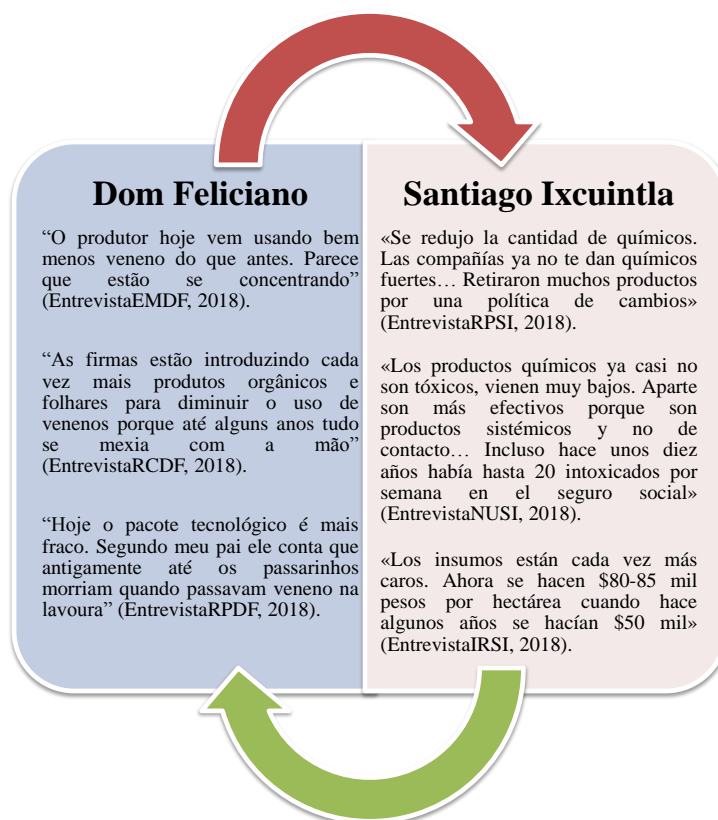 Dom Feliciano
“O produtor hoje vem usando bem
menos veneno do que antes. Parece
que estão se concentrando”
(EntrevistaEMDF, 2018).
“As firmas estão introduzindo cada
vez mais produtos orgânicos e
folhares para diminuir o uso de
venenos porque até alguns anos tudo
se mexia com a mão”
(EntrevistaRCDF, 2018).
“Hoje o pacote tecnológico é mais
fraco. Segundo meu pai ele conta que
antigamente até os passarinhos
morriam quando passavam veneno na
lavoura” (EntrevistaRPDF, 2018).
Santiago Ixcuintla
«Se redujo la cantidad de químicos.
Las compañías ya no te dan químicos
fuertes… Retiraron muchos productos
por una política de cambios»
(EntrevistaRPSI, 2018).
«Los productos químicos ya casi no
son tóxicos, vienen muy bajos. Aparte
son más efectivos porque son
productos sistémicos y no de
contacto… Incluso hace unos diez
años había hasta 20 intoxicados por
semana en el seguro social»
(EntrevistaNUSI, 2018).
«Los insumos están cada vez más
caros. Ahora se hacen $80-85 mil
pesos por hectárea cuando hace
algunos años se hacían $50 mil»
(EntrevistaIRSI, 2018).